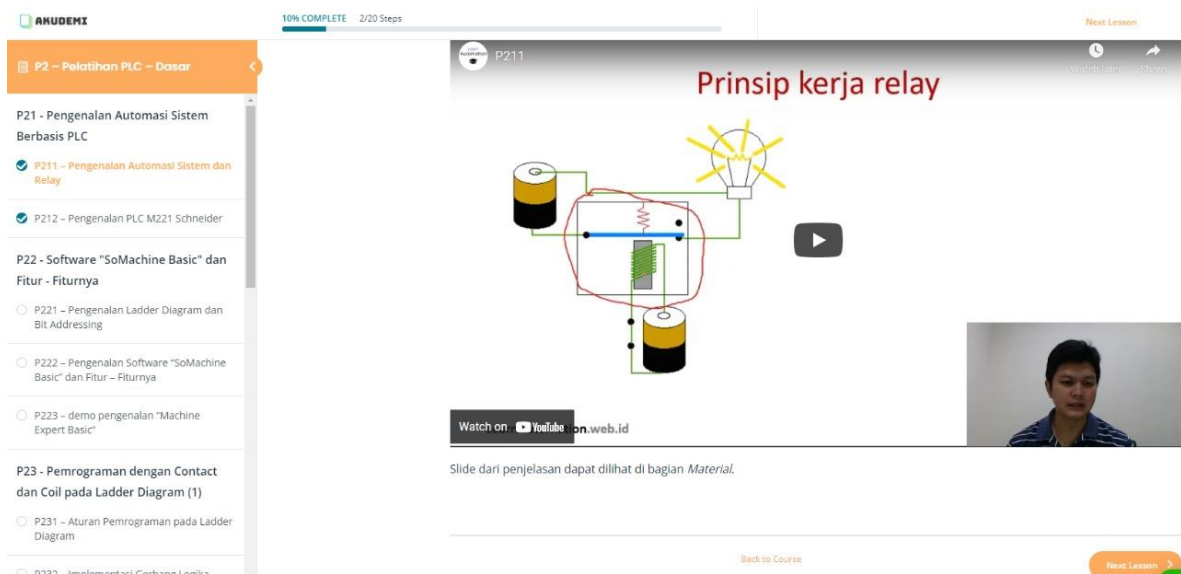 AKUDEMI
10% COMPLETE 2/20 Steps
Next Lesson
P2 – Pelatihan PLC – Dasar
P21 - Pengenalan Automasi Sistem
Berbasis PLC
P211 – Pengenalan Automasi Sistem dan
Relay
P212 – Pengenalan PLC M221 Schneider
P22 - Software "SoMachine Basic" dan
Fitur - Fiturnya
P221 – Pengenalan Ladder Diagram dan
Bit Addressing
P222 – Pengenalan Software “SoMachine
Basic” dan Fitur – Fiturnya
P223 – demo pengenalan “Machine
Expert Basic”
P23 - Pemrograman dengan Contact
dan Coil pada Ladder Diagram (1)
P231 – Aturan Pemrograman pada Ladder
Diagram
P232 – Implementasi Gerbang Logika
P211
Watch later
Share
Prinsip kerja relay
Watch on YouTube
on.web.id
Slide dari penjelasan dapat dilihat di bagian Material.
Back to Course
Next Lesson